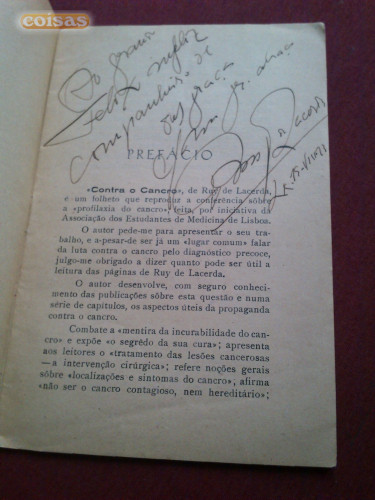 coisas
Ao grande
Felix
companheiro de
PREFÁCIO
«Contra o Cancro», de Ruy de Lacerda,
é um folheto que reproduz a conferência sôbre
a «profilaxia do cancro», feita, por iniciativa da
Associação dos Estudantes de Medicina de Lisboa.
O autor pede-me para apresentar o seu tra-
balho, e a-pesar-de ser já um «lugar comum» falar
da luta contra o cancro pelo diagnóstico precoce,
julgo-me obrigado a dizer quanto pode ser útil a
leitura das páginas de Ruy de Lacerda.
O autor desenvolve, com seguro conheci-
mento das publicações sôbre esta questão e numa
série de capítulos, os aspectos úteis da propaganda
contra o cancro.
Combate a «mentira da incurabilidade do can-
cro» e expõe «o segrêdo da sua cura»; apresenta
aos leitores o «tratamento das lesões cancerosas
—a intervenção cirúrgica»; refere noções gerais
sôbre «localizações e sintomas do cancro», afirma
«não ser o cancro contagioso, nem hereditário»;